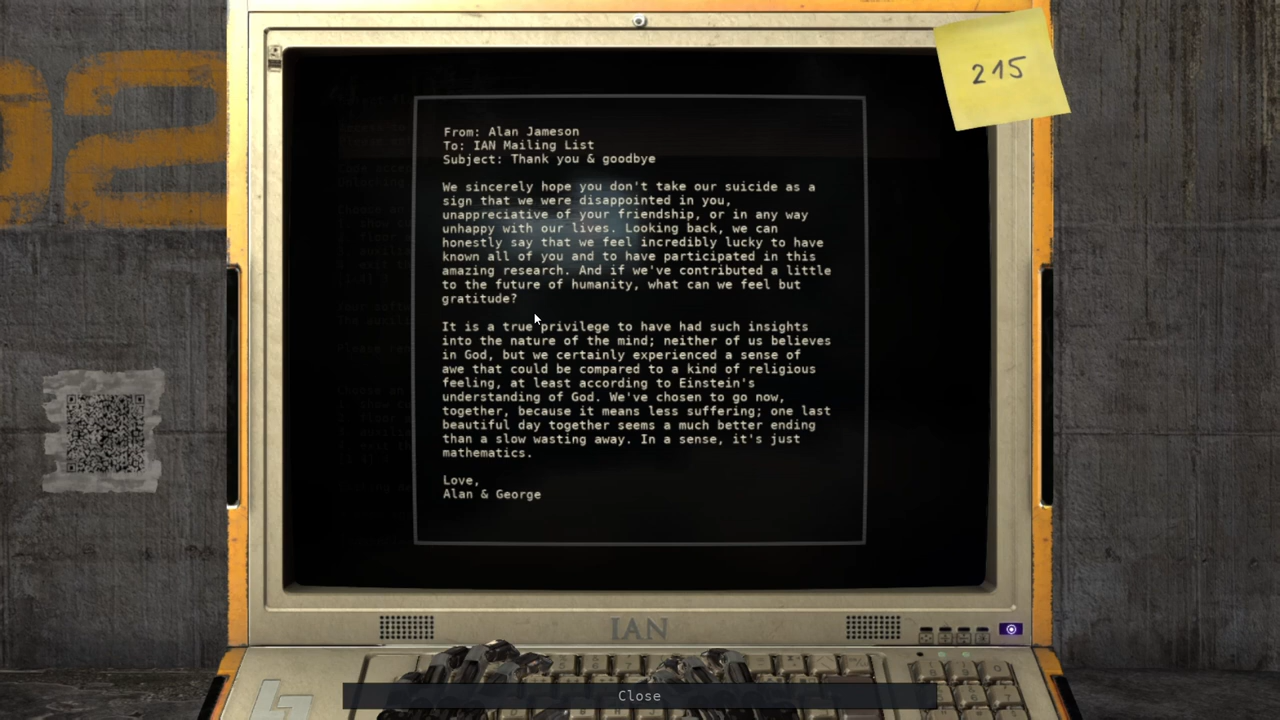 02
215
From: Alan Jameson
To: IAN Mailing List
Subject: Thank you & goodbye
We sincerely hope you don't take our suicide as a
sign that we were disappointed in you,
unappreciative of your friendship, or in any way
unhappy with our lives. Looking back, we can
honestly say that we feel incredibly lucky to have
known all of you and to have participated in this
amazing research. And if we've contributed a little
to the future of humanity, what can we feel but
gratitude?
It is a true privilege to have had such insights
into the nature of the mind; neither of us believes
in God, but we certainly experienced a sense of
awe that could be compared to a kind of religious
feeling, at least according to Einstein's
understanding of God. We've chosen to go now,
together, because it means less suffering; one last
beautiful day together seems a much better ending
than a slow wasting away. In a sense, it's just
mathematics.
Love,
Alan & George
IAN
Close